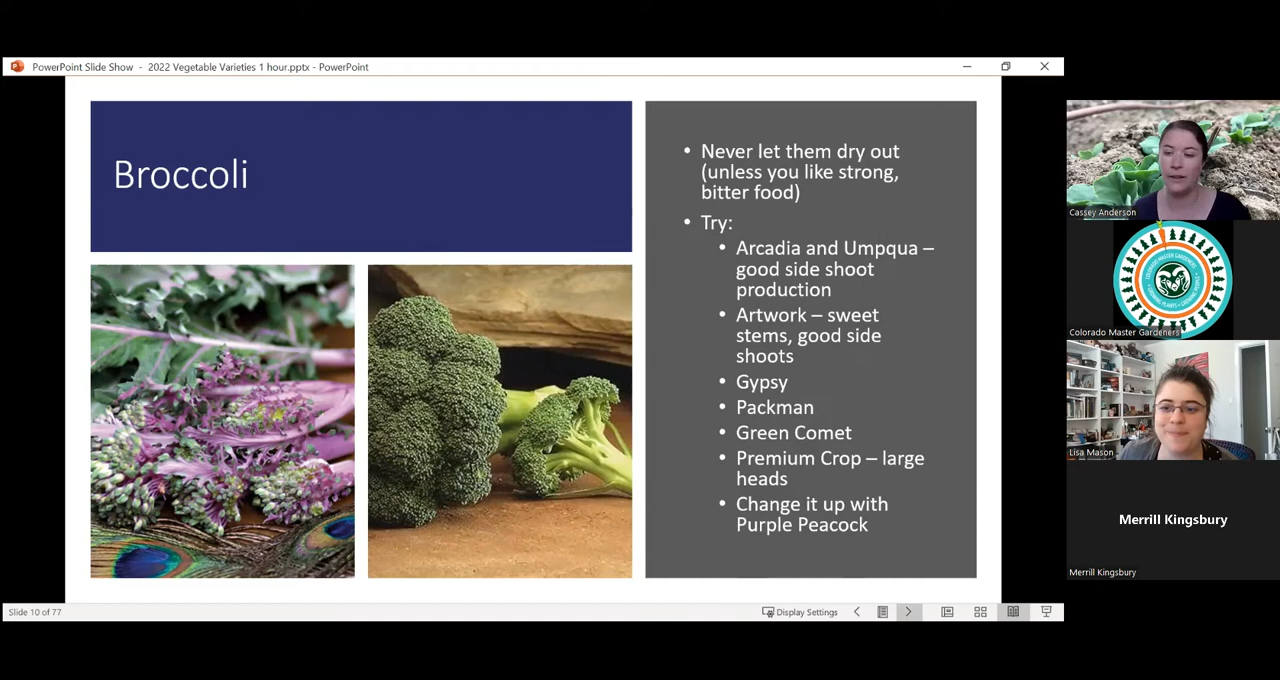 PowerPoint Slide Show - 2022 Vegetable Varieties 1 hour.pptx - PowerPoint
Broccoli
• Never let them dry out
(unless you like strong,
bitter food)
• Try:
• Arcadia and Umpqua –
good side shoot
production
• Artwork – sweet
stems, good side
shoots
• Gypsy
• Packman
• Green Comet
• Premium Crop – large
heads
• Change it up with
Purple Peacock
Slide 10 of 77
Display Settings
Cassey Anderson
Colorado Master Gardeners
Lisa Mason
Merrill Kingsbury
Merrill Kingsbury